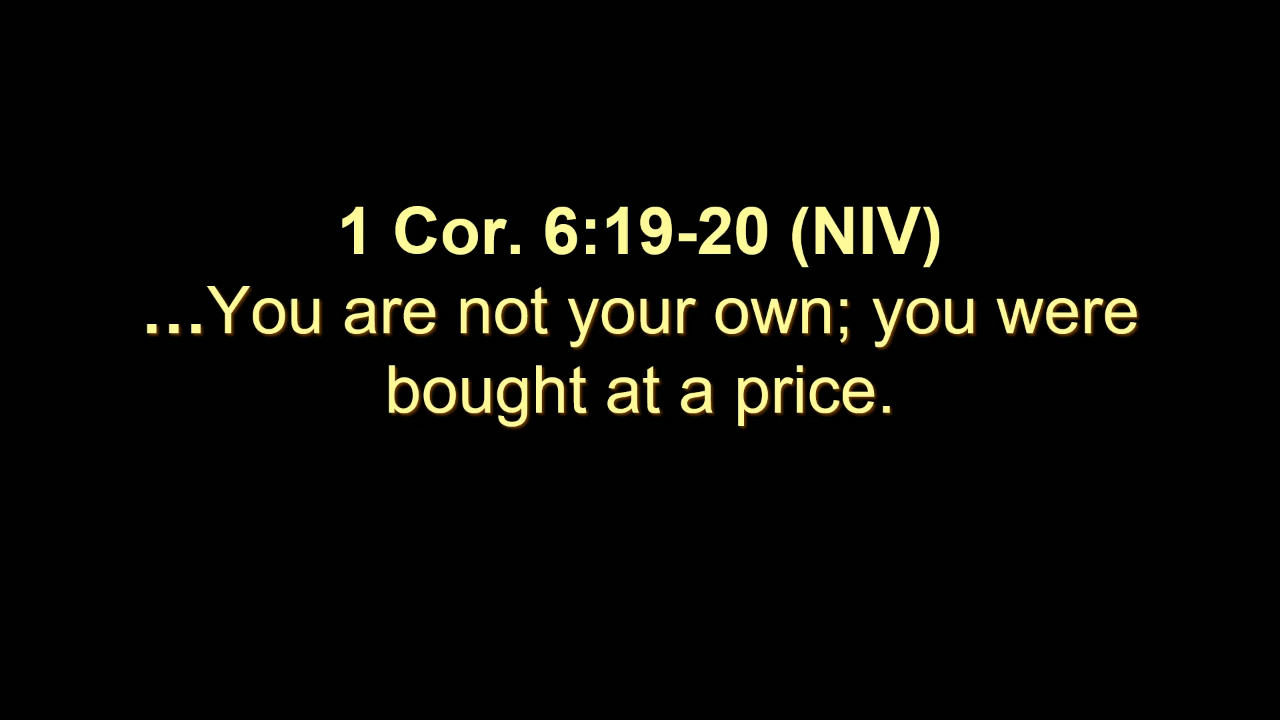 1 Cor. 6:19-20 (NIV)
…You are not your own; you were
bought at a price.